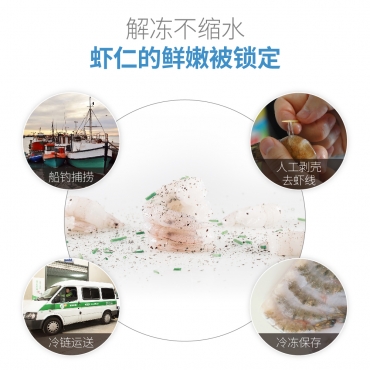 解冻不缩水
虾仁的鲜嫩被锁定
船钓捕捞
人工剥壳
去虾线
冷链运送
冷冻保存